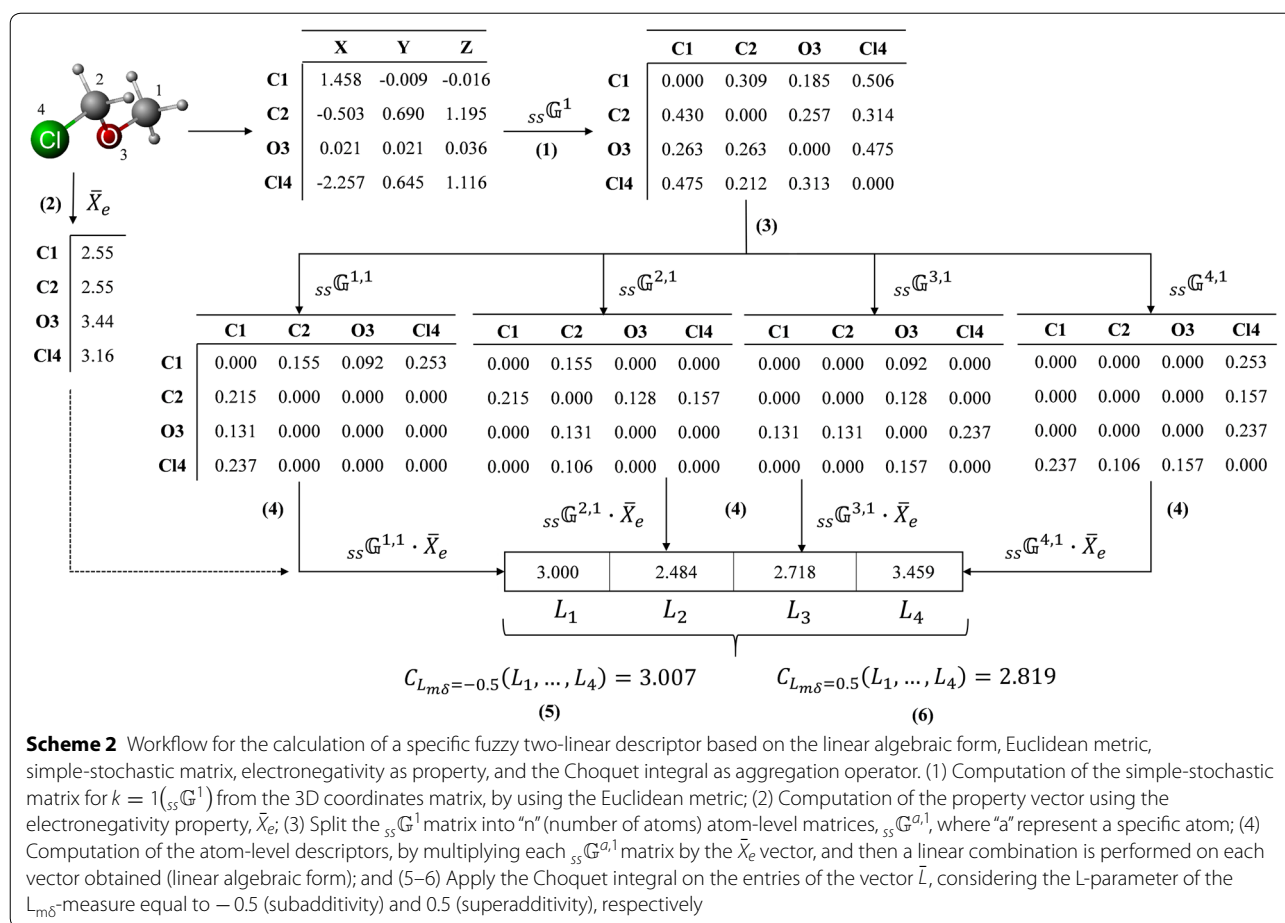 X Y Z
C1 1.458 -0.009 -0.016
C2 -0.503 0.690 1.195
O3 0.021 0.021 0.036
Cl4 -2.257 0.645 1.116
ss𝔾¹
(1)
C1 C2 O3 Cl4
C1 0.000 0.309 0.185 0.506
C2 0.430 0.000 0.257 0.314
O3 0.263 0.263 0.000 0.475
Cl4 0.475 0.212 0.313 0.000
2
1
4
Cl
O
3
(2) X̄ₑ
C1 2.55
C2 2.55
O3 3.44
Cl4 3.16
(3)
ss𝔾¹,¹ ss𝔾²,¹ ss𝔾³,¹ ss𝔾⁴,¹
C1 C2 O3 Cl4 C1 C2 O3 Cl4 C1 C2 O3 Cl4 C1 C2 O3 Cl4
C1 0.000 0.155 0.092 0.253 0.000 0.155 0.000 0.000 0.000 0.000 0.092 0.000 0.000 0.000 0.000 0.253
C2 0.215 0.000 0.000 0.000 0.215 0.000 0.128 0.157 0.000 0.000 0.128 0.000 0.000 0.000 0.000 0.157
O3 0.131 0.000 0.000 0.000 0.000 0.131 0.000 0.000 0.131 0.131 0.000 0.237 0.000 0.000 0.000 0.237
Cl4 0.237 0.000 0.000 0.000 0.000 0.106 0.000 0.000 0.000 0.000 0.157 0.000 0.237 0.106 0.157 0.000
(4) (4) (4)
ss𝔾¹,¹ · X̄ₑ ss𝔾²,¹ · X̄ₑ ss𝔾³,¹ · X̄ₑ ss𝔾⁴,¹ · X̄ₑ
3.000 2.484 2.718 3.459
L₁ L₂ L₃ L₄
C_{L_{mδ}=−0.5}(L₁, …, L₄) = 3.007 C_{L_{mδ}=0.5}(L₁, …, L₄) = 2.819
(5) (6)
Scheme 2 Workflow for the calculation of a specific fuzzy two-linear descriptor based on the linear algebraic form, Euclidean metric,
simple-stochastic matrix, electronegativity as property, and the Choquet integral as aggregation operator. (1) Computation of the simple-stochastic
matrix for k = 1(ss𝔾¹) from the 3D coordinates matrix, by using the Euclidean metric; (2) Computation of the property vector using the
electronegativity property, X̄ₑ; (3) Split the ss𝔾¹ matrix into "n" (number of atoms) atom-level matrices, ss𝔾ᵃ,¹, where "a" represent a specific atom; (4)
Computation of the atom-level descriptors, by multiplying each ss𝔾ᵃ,¹ matrix by the X̄ₑ vector, and then a linear combination is performed on each
vector obtained (linear algebraic form); and (5–6) Apply the Choquet integral on the entries of the vector L̄, considering the L-parameter of the
L_{mδ}-measure equal to − 0.5 (subadditivity) and 0.5 (superadditivity), respectively